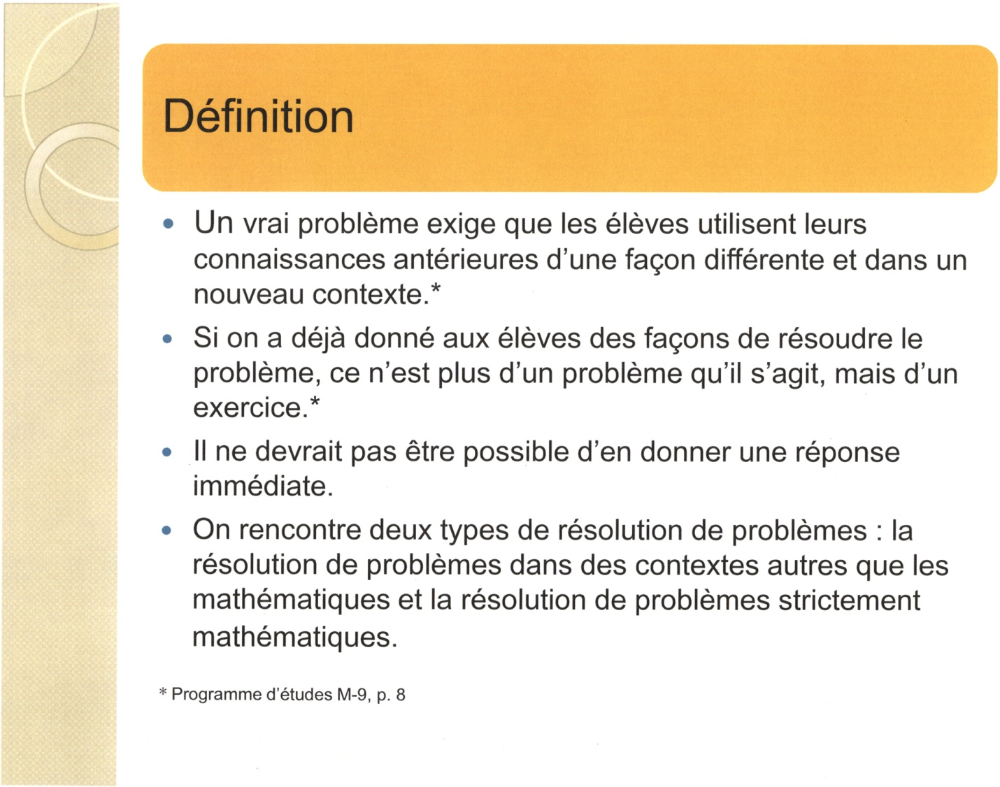 Définition
• Un vrai problème exige que les élèves utilisent leurs
connaissances antérieures d'une façon différente et dans un
nouveau contexte.*
• Si on a déjà donné aux élèves des façons de résoudre le
problème, ce n'est plus d'un problème qu'il s'agit, mais d'un
exercice.*
• Il ne devrait pas être possible d'en donner une réponse
immédiate.
• On rencontre deux types de résolution de problèmes : la
résolution de problèmes dans des contextes autres que les
mathématiques et la résolution de problèmes strictement
mathématiques.
* Programme d'études M-9, p. 8